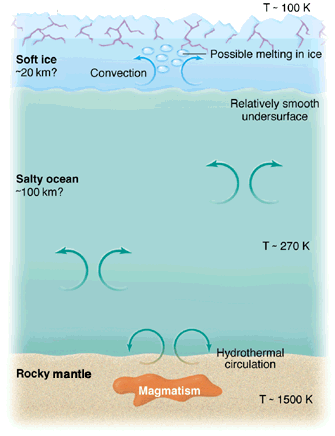 T ~ 100 K
Possible melting in ice
Soft ice
~20 km?
Convection
Relatively smooth
undersurface
Salty ocean
~100 km?
T ~ 270 K
Hydrothermal
circulation
Rocky mantle
Magmatism
T ~ 1500 K